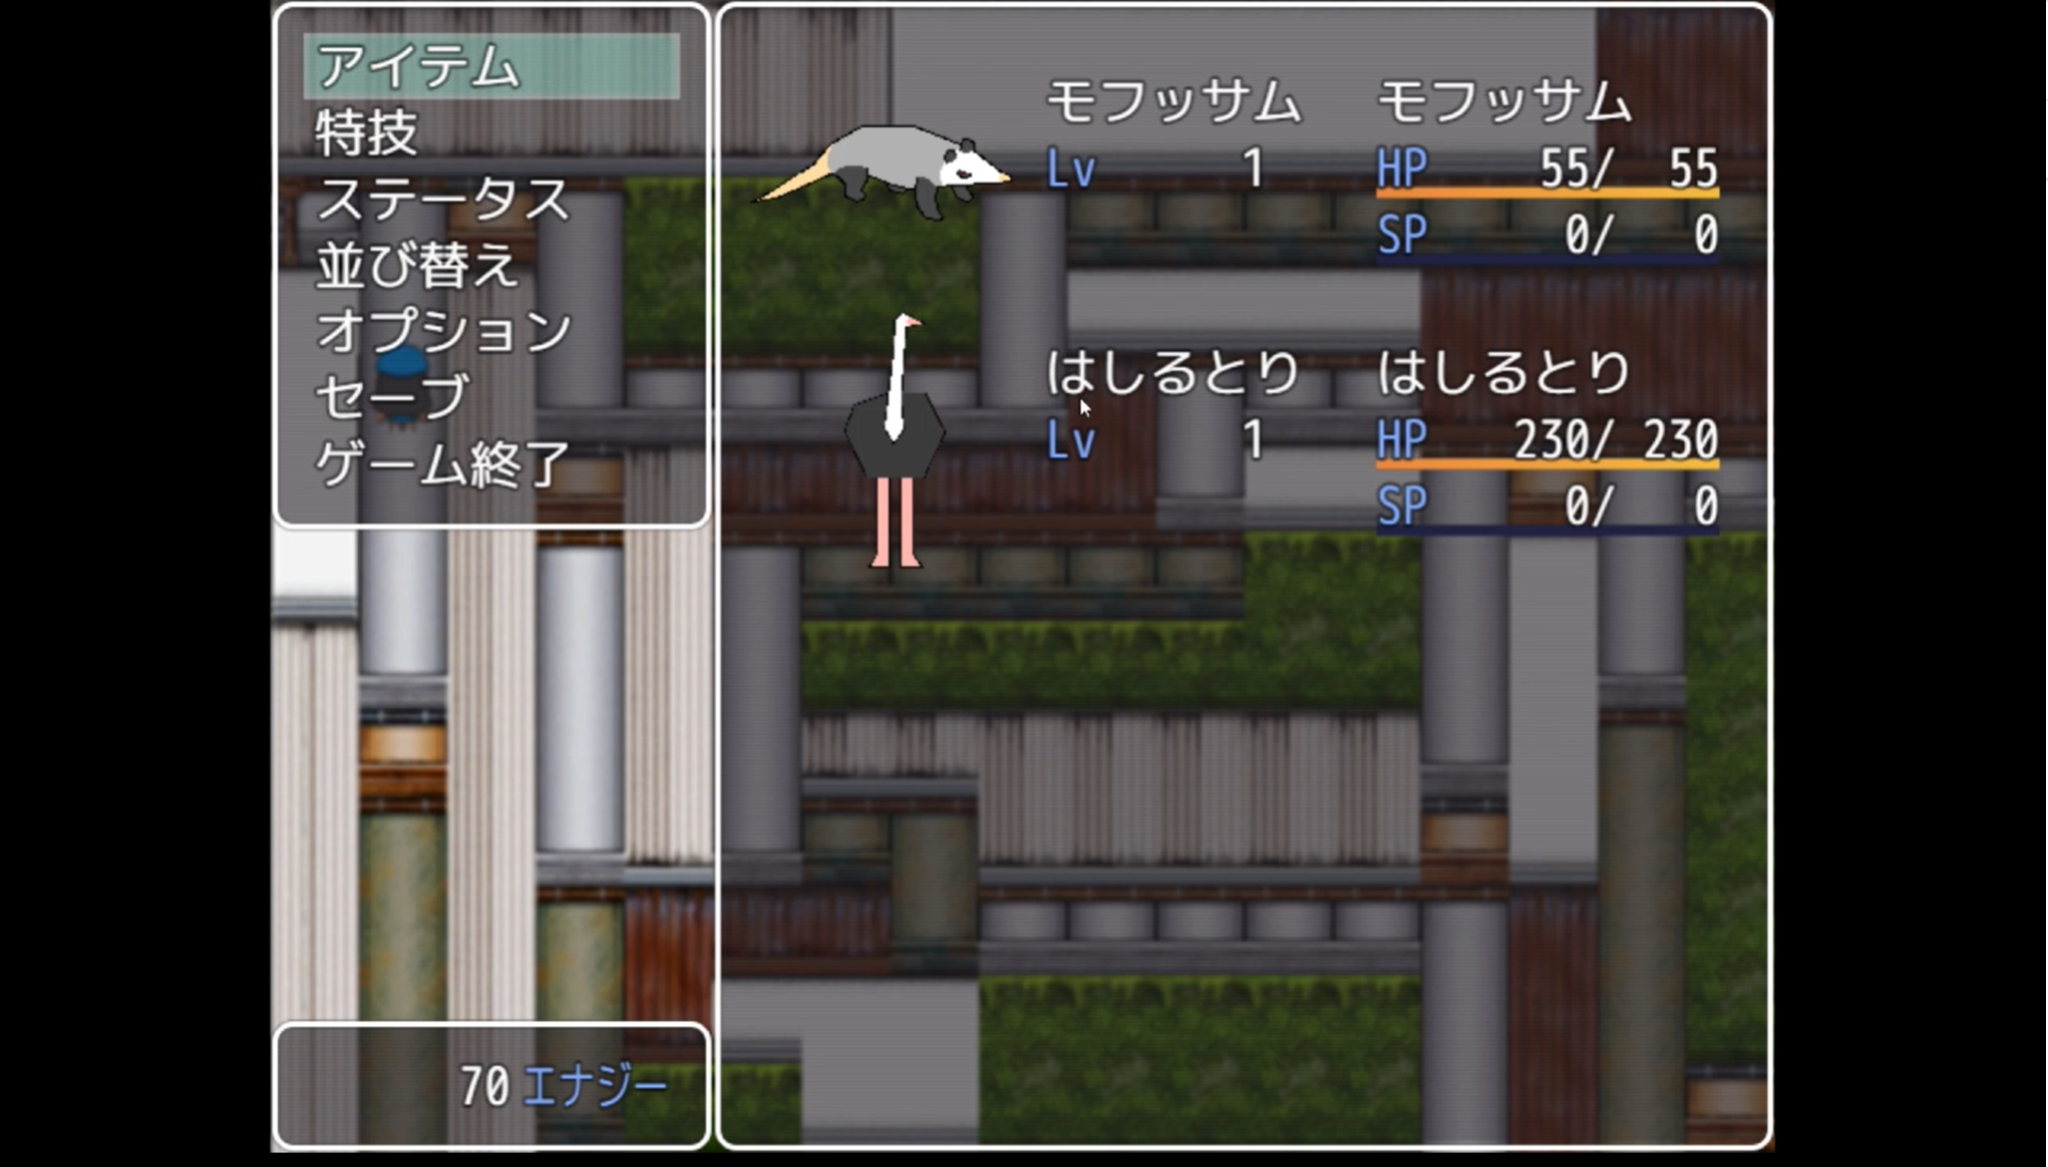 アイテム
特技
ステータス
並び替え
オプション
セーブ
ゲーム終了
モフッサム モフッサム
Lv 1 HP 55/ 55
SP 0/ 0
はしるとり はしるとり
Lv 1 HP 230/ 230
SP 0/ 0
70 エナジー